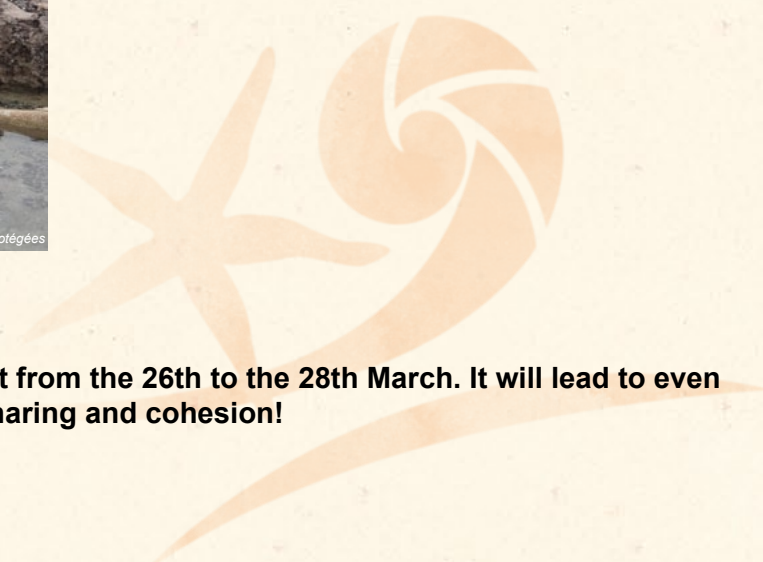 otégées
t from the 26th to the 28th March. It will lead to even
haring and cohesion!